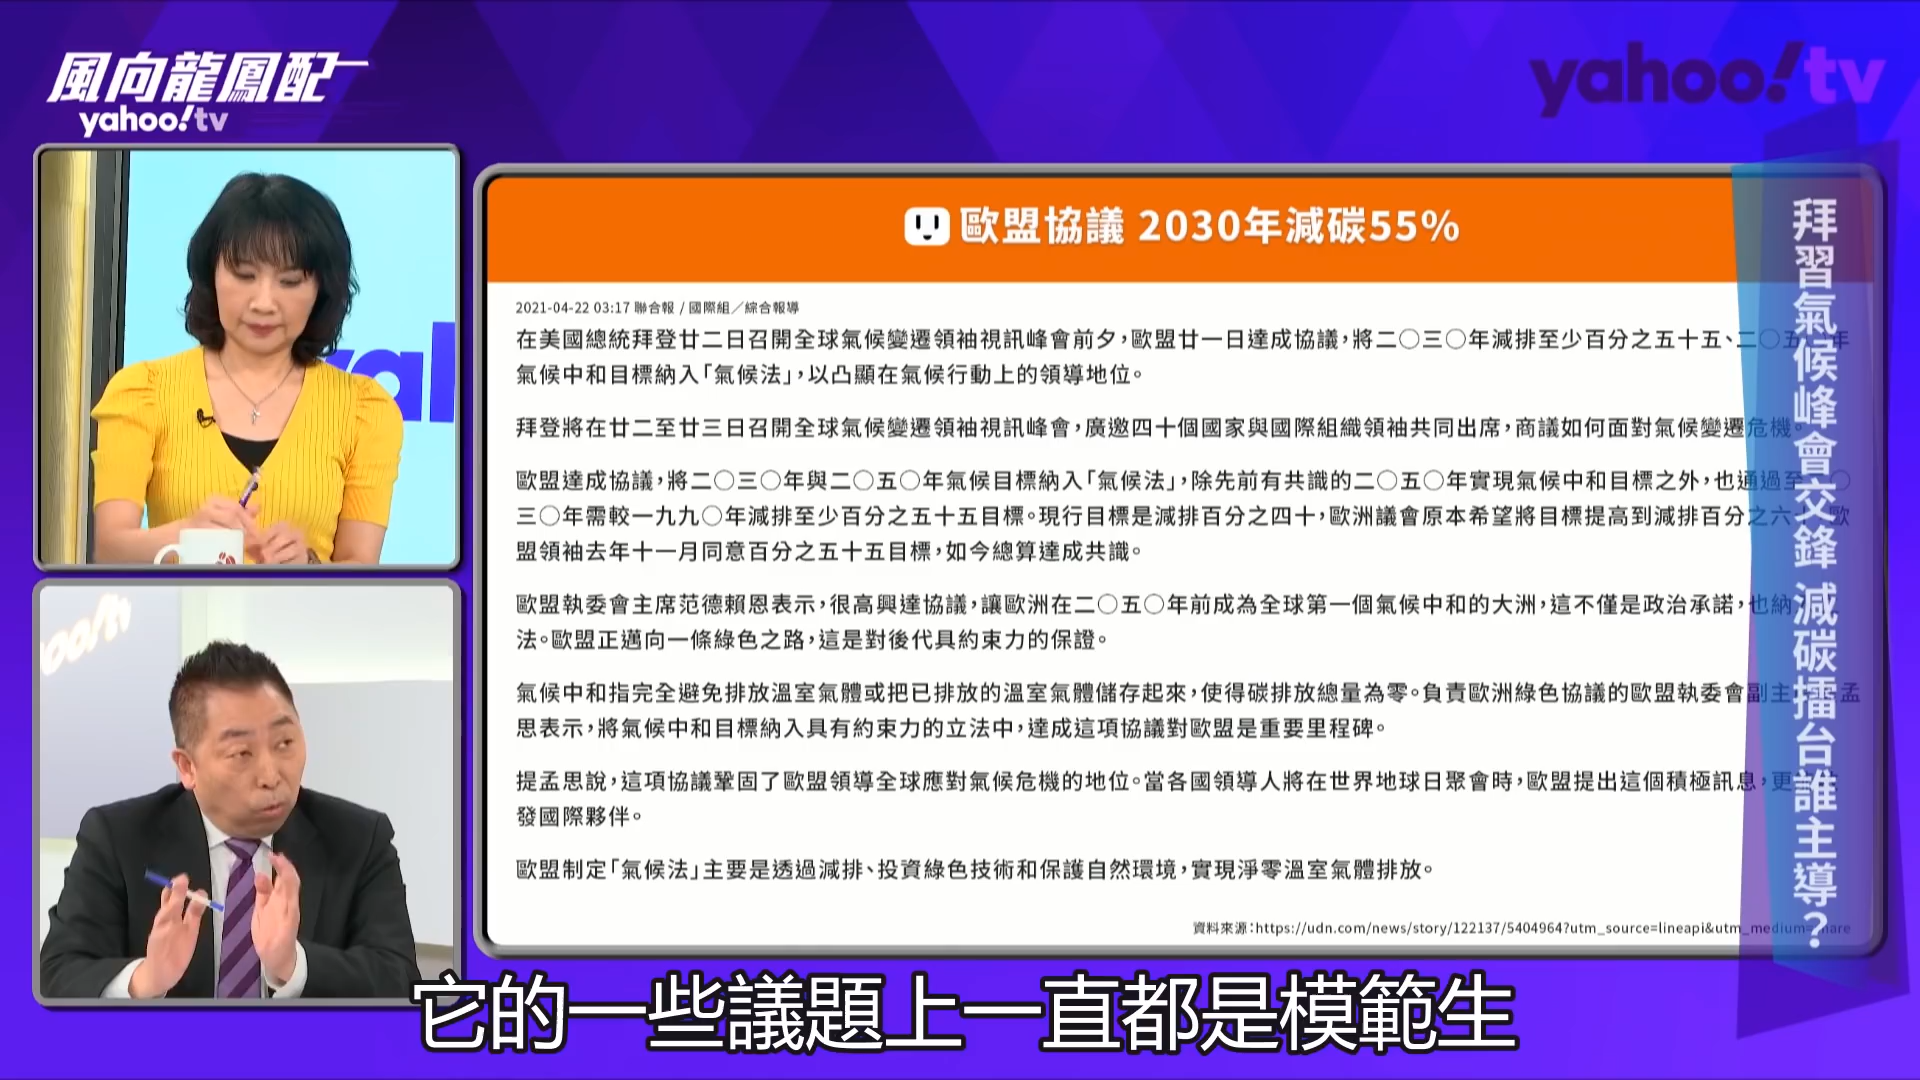 風向龍鳳配
yahoo!tv
yahoo!tv
歐盟協議 2030年減碳55%
2021-04-22 03:17 聯合報 / 國際組／綜合報導
在美國總統拜登廿二日召開全球氣候變遷領袖視訊峰會前夕，歐盟廿一日達成協議，將二〇三〇年減排至少百分之五十五、二〇五〇年
氣候中和目標納入「氣候法」，以凸顯在氣候行動上的領導地位。
拜登將在廿二至廿三日召開全球氣候變遷領袖視訊峰會，廣邀四十個國家與國際組織領袖共同出席，商議如何面對氣候變遷危機。
歐盟達成協議，將二〇三〇年與二〇五〇年氣候目標納入「氣候法」，除先前有共識的二〇五〇年實現氣候中和目標之外，也通過至
三〇年需較一九九〇年減排至少百分之五十五目標。現行目標是減排百分之四十，歐洲議會原本希望將目標提高到減排百分之六十，歐
盟領袖去年十一月同意百分之五十五目標，如今總算達成共識。
歐盟執委會主席范德賴恩表示，很高興達協議，讓歐洲在二〇五〇年前成為全球第一個氣候中和的大洲，這不僅是政治承諾，也納
法。歐盟正邁向一條綠色之路，這是對後代具約束力的保證。
氣候中和指完全避免排放溫室氣體或把已排放的溫室氣體儲存起來，使得碳排放總量為零。負責歐洲綠色協議的歐盟執委會副主 孟
思表示，將氣候中和目標納入具有約束力的立法中，達成這項協議對歐盟是重要里程碑。
提孟思說，這項協議鞏固了歐盟領導全球應對氣候危機的地位。當各國領導人將在世界地球日聚會時，歐盟提出這個積極訊息，更
發國際夥伴。
歐盟制定「氣候法」主要是透過減排、投資綠色技術和保護自然環境，實現淨零溫室氣體排放。
資料來源：https://udn.com/news/story/122137/5404964?utm_source=lineapi&utm_medium=share
拜習氣候峰會交鋒 減碳擂台誰主導？
它的一些議題上一直都是模範生